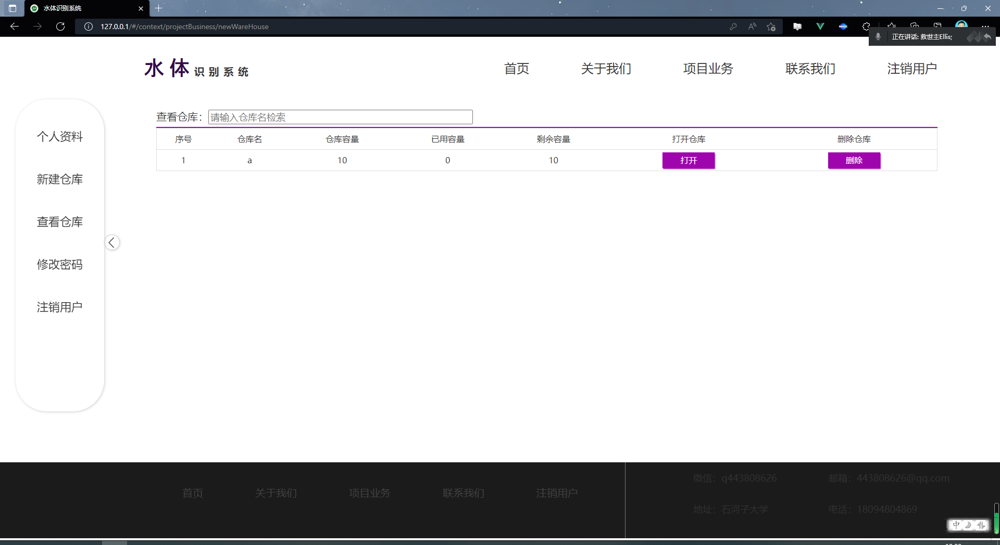 水体识别系统
127.0.0.1/#/context/projectBusiness/newWareHouse
正在讲话: 救世主Ellis;
水体 识别系统
首页 关于我们 项目业务 联系我们 注销用户
个人资料
新建仓库
查看仓库
修改密码
注销用户
查看仓库： 请输入仓库名检索
序号 仓库名 仓库容量 已用容量 剩余容量 打开仓库 删除仓库
1 a 10 0 10 打开 删除
首页 关于我们 项目业务 联系我们 注销用户
微信：q443808626 邮箱：443808626@qq.com
地址：石河子大学 电话：18094804869
中